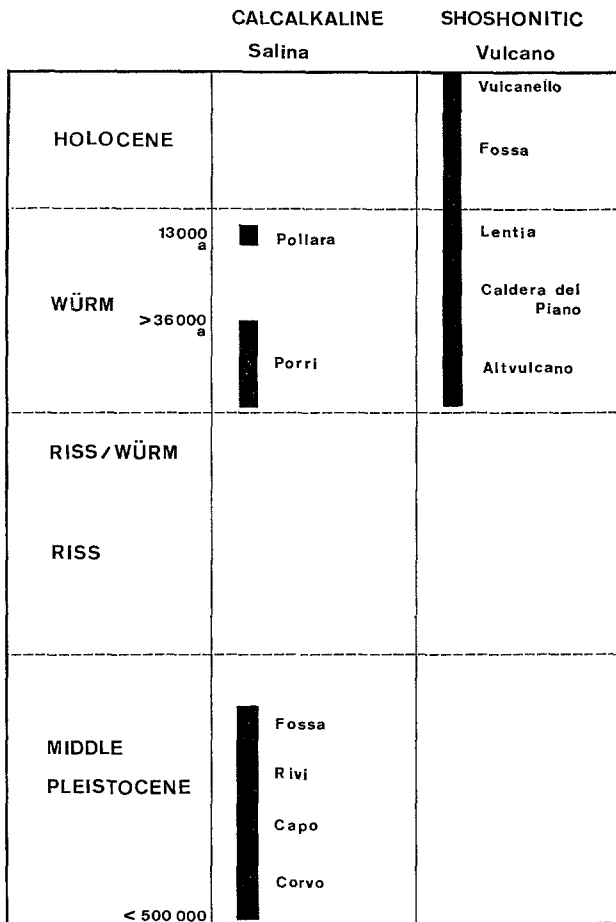 CALCALKALINE SHOSHONITIC
Salina Vulcano
Vulcanello
HOLOCENE
Fossa
13000
a
Pollara
Lentia
WÜRM
Caldera del
Piano
>36000
a
Porri
Altvulcano
RISS/WÜRM
RISS
Fossa
MIDDLE
Rivi
PLEISTOCENE
Capo
Corvo
< 500 000